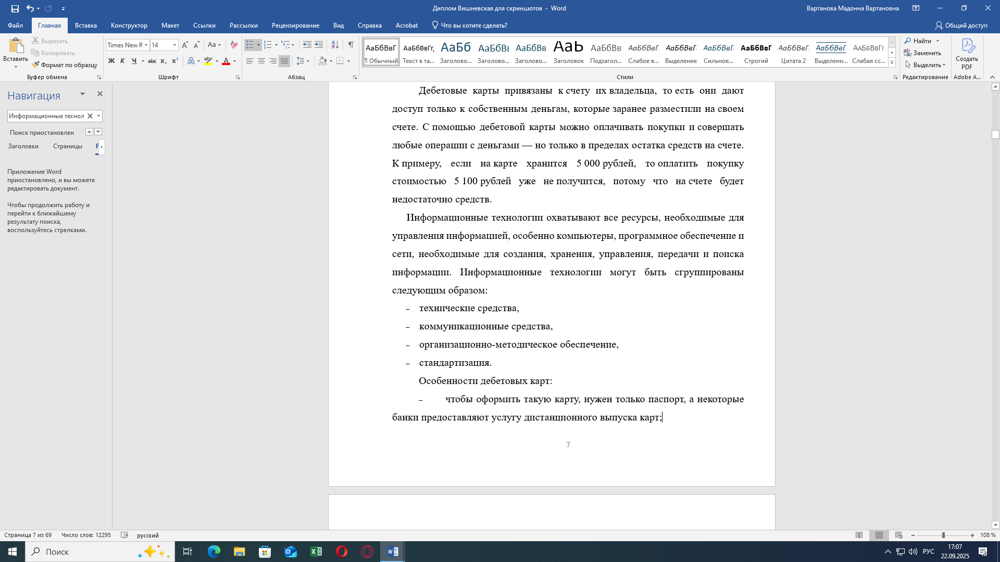 Диплом Вишневская для скриншотов - Word
Вартанова Мадонна Вартановна
Файл Главная Вставка Конструктор Макет Ссылки Рассылки Рецензирование Вид Справка Acrobat Что вы хотите сделать? Общий доступ
Вставить
Вырезать
Копировать
Формат по образцу
Буфер обмена
Times New R 14
Ж К Ч abc x₂ x²
Шрифт
Абзац
АаБбВвГ АаБбВвГг, АаБб АаБбВı АаБбВв АаЬ АаБбВв АаБбВвГ АаБбВвГ АаБбВвГ АаБбВвГ АаБбВвГ АаБбВвГ АаБбВвГг
¶ Обычный Текст в та... Заголово... Заголово... Заголово... Заголовок Подзагол... Слабое в... Выделение Сильное... Строгий Цитата 2 Выделенн... Слабая сс...
Стили
Найти
Заменить
Выделить
Редактирование
Создать
PDF
Adobe A...
Навигация
Информационные технол
Поиск приостановлен
Заголовки Страницы
Приложение Word
приостановлено, и вы можете
редактировать документ.
Чтобы продолжить работу и
перейти к ближайшему
результату поиска,
воспользуйтесь стрелками.
Дебетовые карты привязаны к счету их владельца, то есть они дают
доступ только к собственным деньгам, которые заранее разместили на своем
счете. С помощью дебетовой карты можно оплачивать покупки и совершать
любые операции с деньгами — но только в пределах остатка средств на счете.
К примеру, если на карте хранится 5 000 рублей, то оплатить покупку
стоимостью 5 100 рублей уже не получится, потому что на счете будет
недостаточно средств.
Информационные технологии охватывают все ресурсы, необходимые для
управления информацией, особенно компьютеры, программное обеспечение и
сети, необходимые для создания, хранения, управления, передачи и поиска
информации. Информационные технологии могут быть сгруппированы
следующим образом:
– технические средства,
– коммуникационные средства,
– организационно-методическое обеспечение,
– стандартизация.
Особенности дебетовых карт:
– чтобы оформить такую карту, нужен только паспорт, а некоторые
банки предоставляют услугу дистанционного выпуска карт;
7
Страница 7 из 69 Число слов: 12295 русский 108 %
Поиск
РУС
17:07
22.09.2025